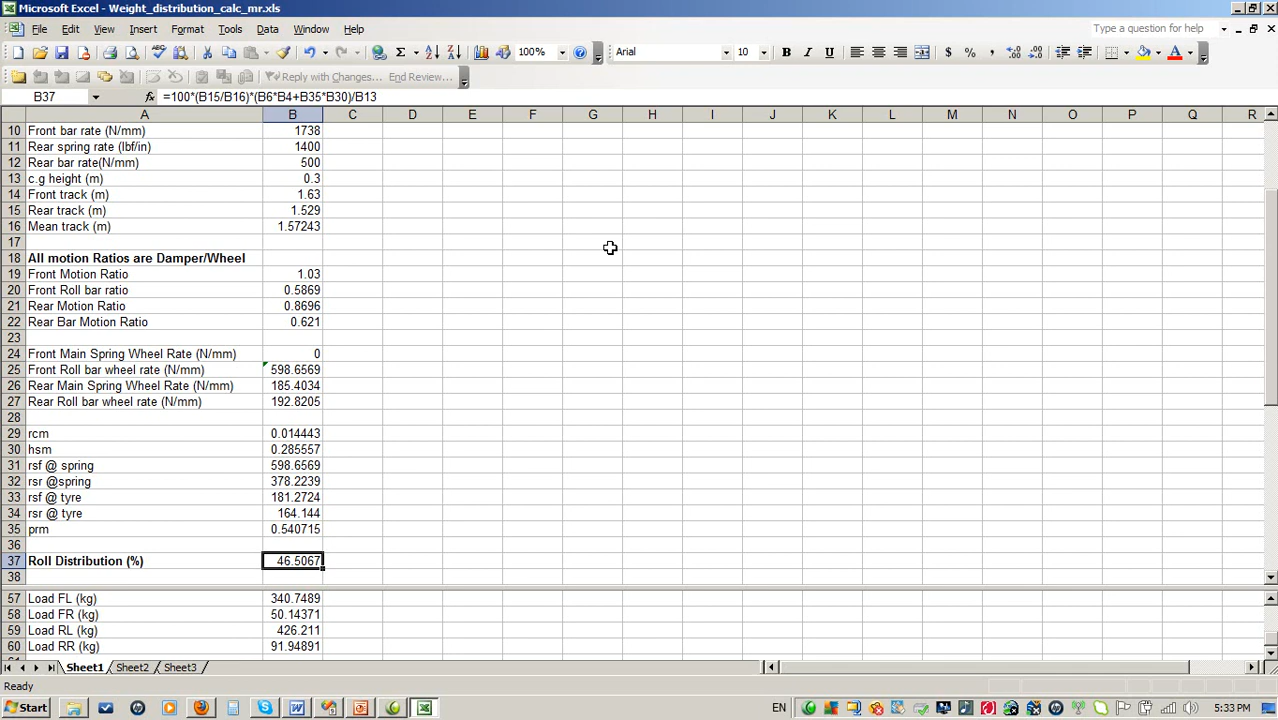 Microsoft Excel - Weight_distribution_calc_mr.xls
File Edit View Insert Format Tools Data Window Help Type a question for help
100% Arial 10 B I U $ % ,
Reply with Changes... End Review...
B37 fx =100*(B15/B16)*(B6*B4+B35*B30)/B13
A B C D E F G H I J K L M N O P Q R
10 Front bar rate (N/mm) 1738
11 Rear spring rate (lbf/in) 1400
12 Rear bar rate(N/mm) 500
13 c.g height (m) 0.3
14 Front track (m) 1.63
15 Rear track (m) 1.529
16 Mean track (m) 1.57243
17
18 All motion Ratios are Damper/Wheel
19 Front Motion Ratio 1.03
20 Front Roll bar ratio 0.5869
21 Rear Motion Ratio 0.8696
22 Rear Bar Motion Ratio 0.621
23
24 Front Main Spring Wheel Rate (N/mm) 0
25 Front Roll bar wheel rate (N/mm) 598.6569
26 Rear Main Spring Wheel Rate (N/mm) 185.4034
27 Rear Roll bar wheel rate (N/mm) 192.8205
28
29 rcm 0.014443
30 hsm 0.285557
31 rsf @ spring 598.6569
32 rsr @spring 378.2239
33 rsf @ tyre 181.2724
34 rsr @ tyre 164.144
35 prm 0.540715
36
37 Roll Distribution (%) 46.5067
38
57 Load FL (kg) 340.7489
58 Load FR (kg) 50.14371
59 Load RL (kg) 426.211
60 Load RR (kg) 91.94891
Sheet1 Sheet2 Sheet3
Ready
Start EN 5:33 PM